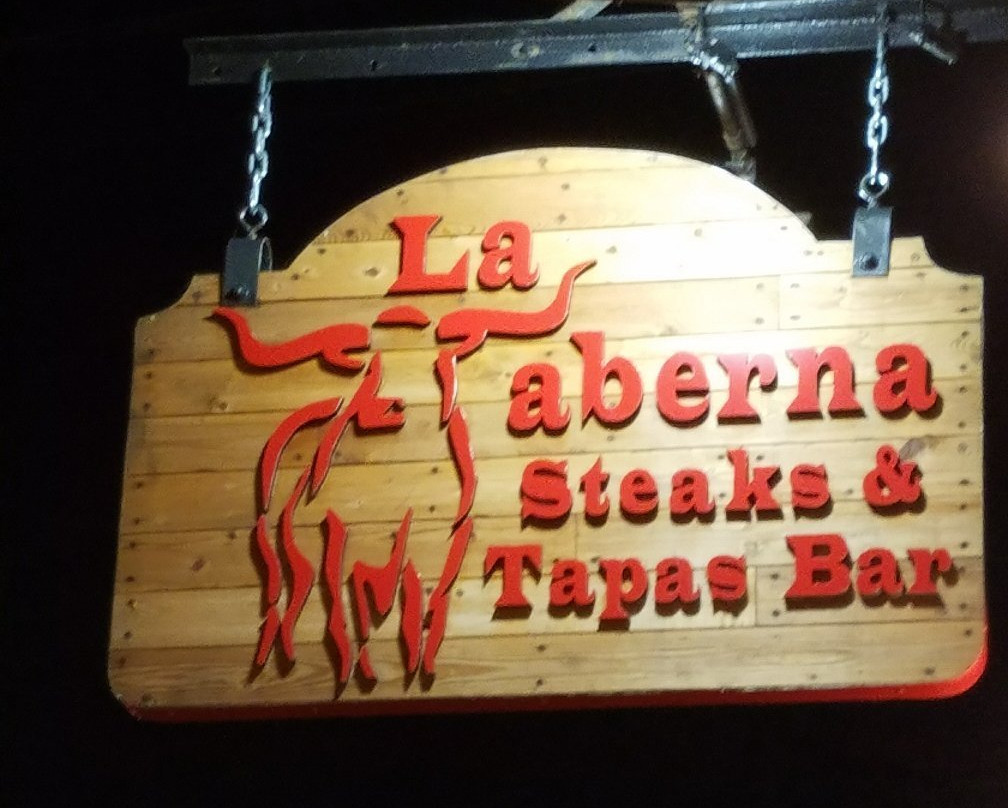 La
Taberna
Steaks &
Tapas Bar